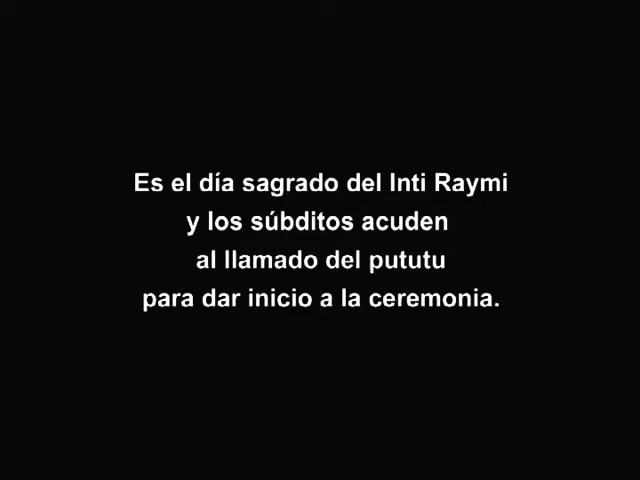 Es el día sagrado del Inti Raymi
y los súbditos acuden
al llamado del pututu
para dar inicio a la ceremonia.